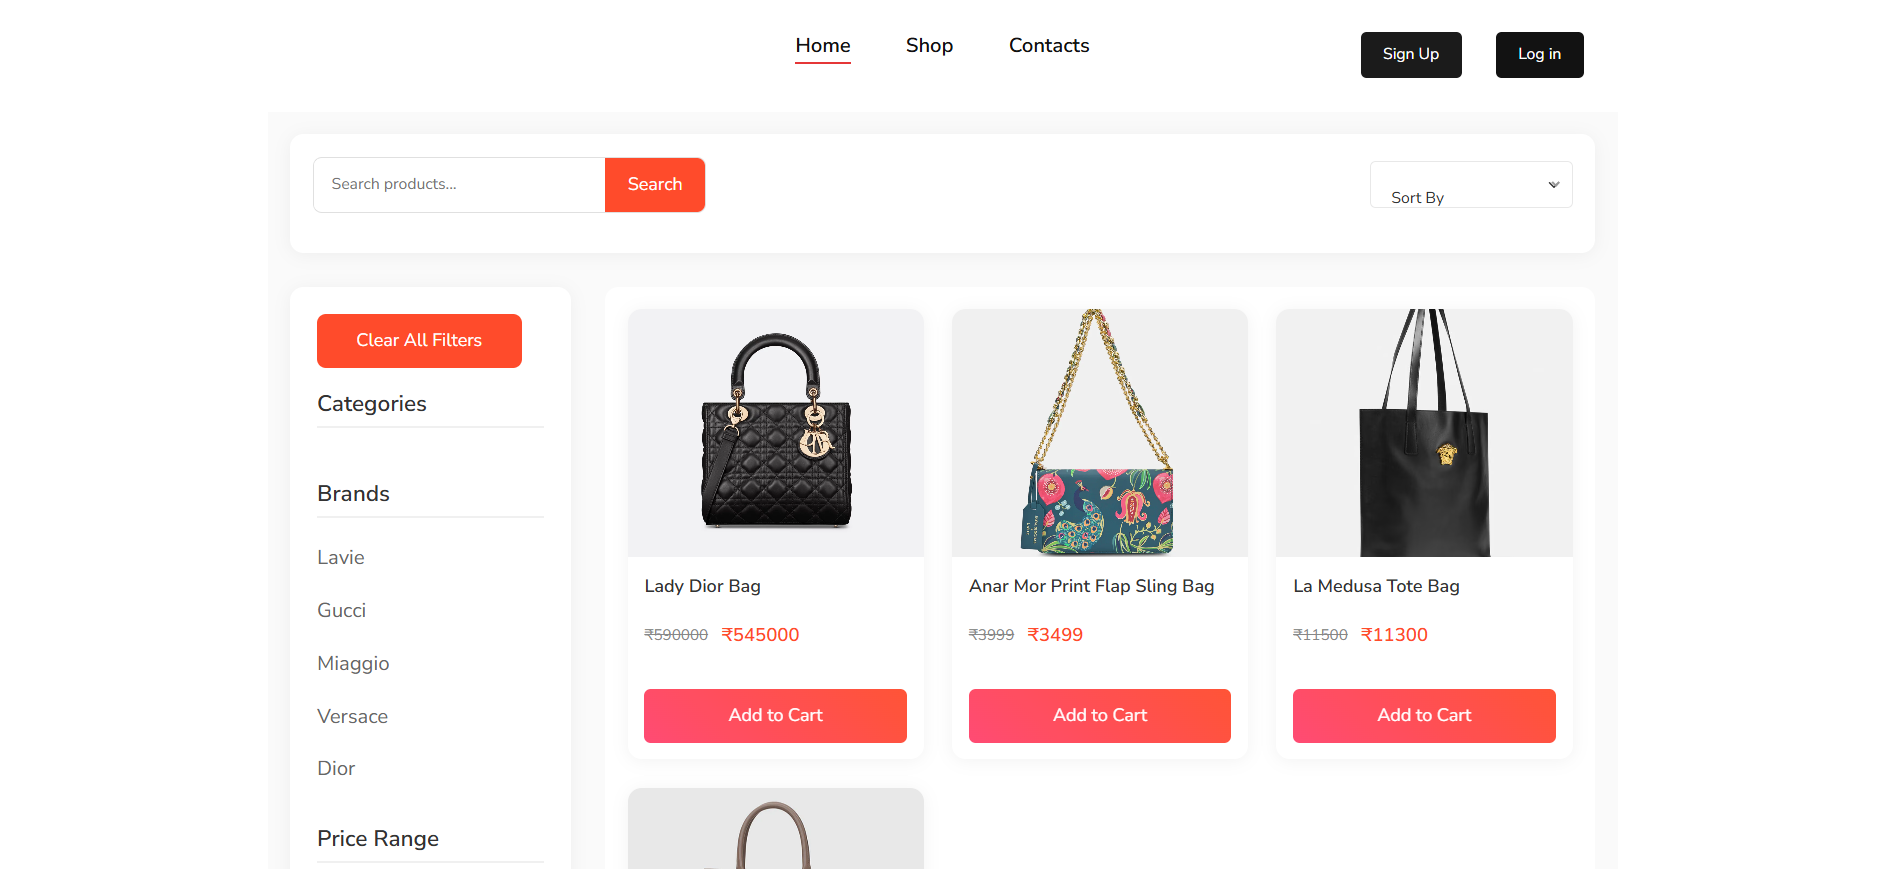 Home Shop Contacts Sign Up Log in
Search products... Search Sort By
Clear All Filters
Categories
Brands
Lavie
Gucci
Miaggio
Versace
Dior
Price Range
Lady Dior Bag
₹590000 ₹545000
Add to Cart
Anar Mor Print Flap Sling Bag
₹3999 ₹3499
Add to Cart
La Medusa Tote Bag
₹11500 ₹11300
Add to Cart